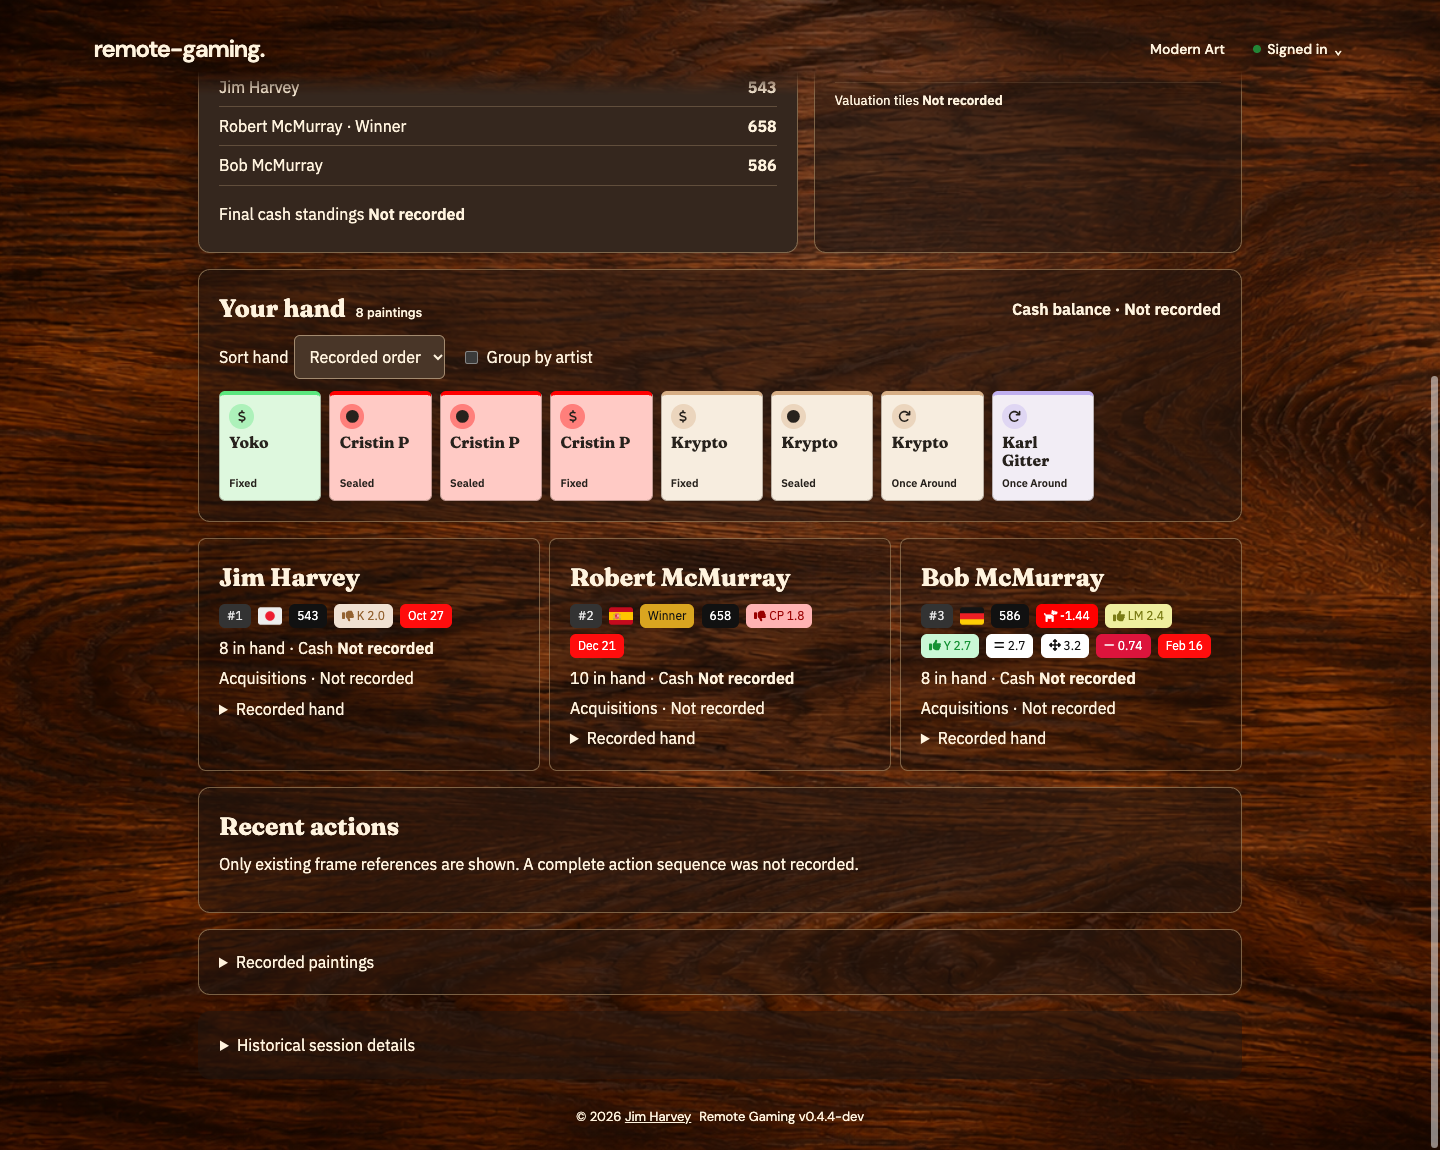 remote-gaming.
Modern Art
Signed in
Jim Harvey 543
Robert McMurray · Winner 658
Bob McMurray 586
Final cash standings Not recorded
Valuation tiles Not recorded
Your hand 8 paintings
Cash balance · Not recorded
Sort hand Recorded order Group by artist
$ Yoko Fixed
Cristin P Sealed
Cristin P Sealed
$ Cristin P Fixed
$ Krypto Fixed
Krypto Sealed
Krypto Once Around
Karl
Gitter
Once Around
Jim Harvey
#1 543 K 2.0 Oct 27
8 in hand · Cash Not recorded
Acquisitions · Not recorded
Recorded hand
Robert McMurray
#2 Winner 658 CP 1.8
Dec 21
10 in hand · Cash Not recorded
Acquisitions · Not recorded
Recorded hand
Bob McMurray
#3 586 -1.44 LM 2.4
Y 2.7 = 2.7 3.2 − 0.74 Feb 16
8 in hand · Cash Not recorded
Acquisitions · Not recorded
Recorded hand
Recent actions
Only existing frame references are shown. A complete action sequence was not recorded.
Recorded paintings
Historical session details
© 2026 Jim Harvey Remote Gaming v0.4.4-dev